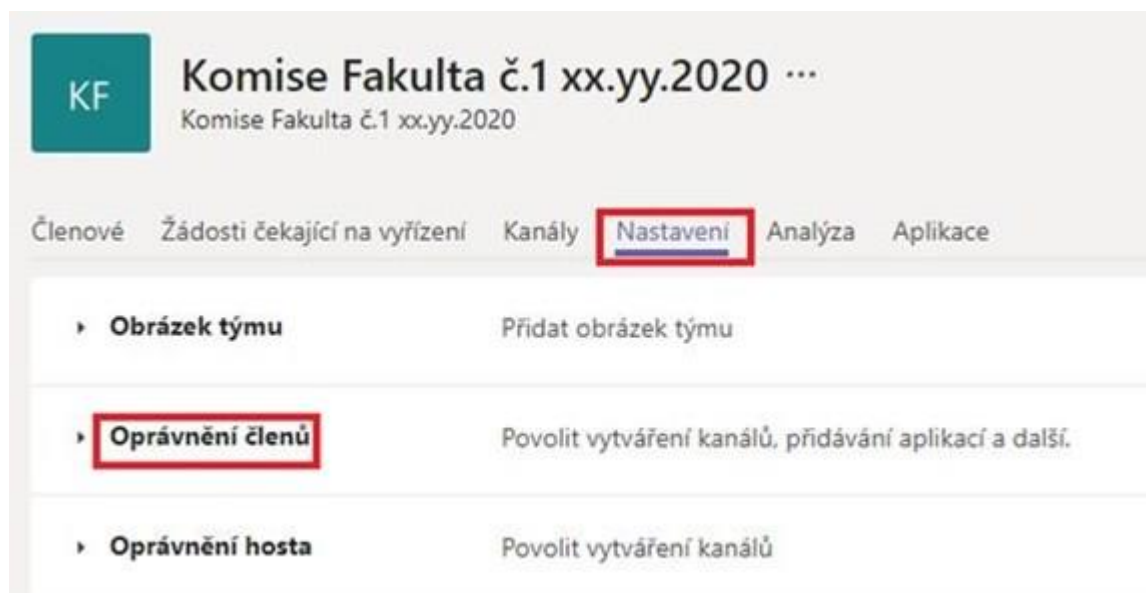 KF
Komise Fakulta č.1 xx.yy.2020 ...
Komise Fakulta č.1 xx.yy.2020
Členové Žádosti čekající na vyřízení Kanály Nastavení Analýza Aplikace
Obrázek týmu Přidat obrázek týmu
Oprávnění členů Povolit vytváření kanálů, přidávání aplikací a další.
Oprávnění hosta Povolit vytváření kanálů